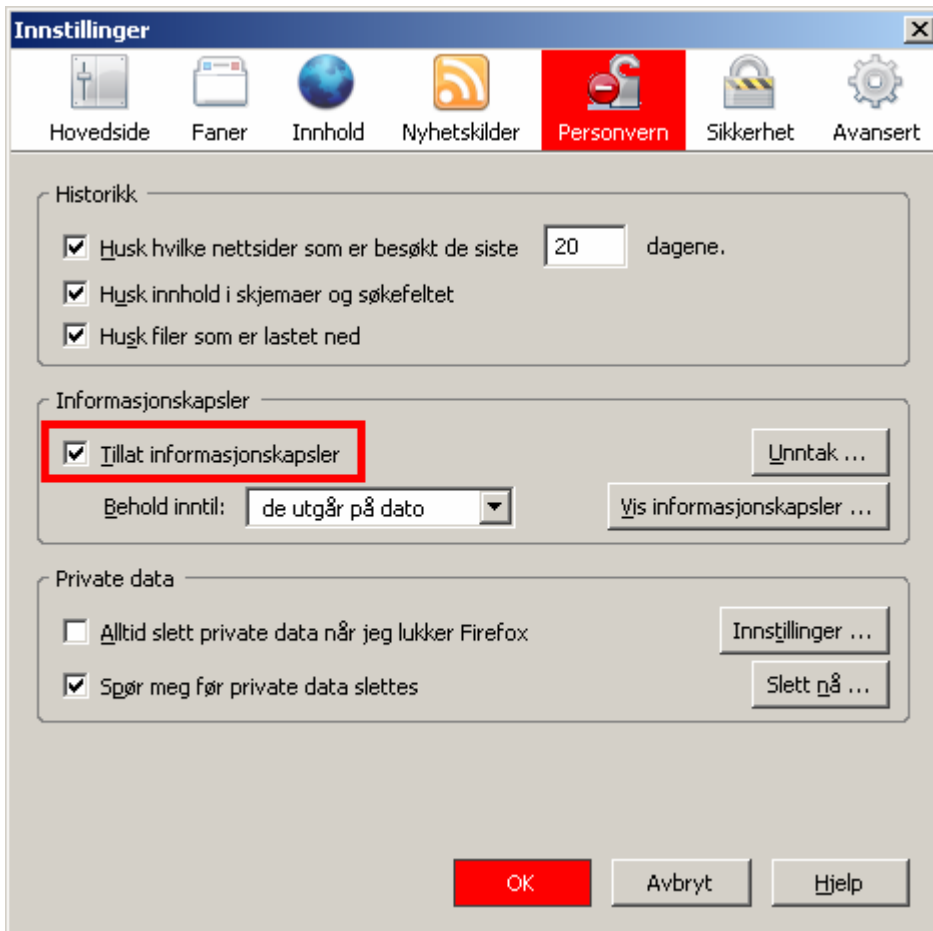 Innstillinger
Hovedside Faner Innhold Nyhetskilder Personvern Sikkerhet Avansert
Historikk
Husk hvilke nettsider som er besøkt de siste 20 dagene.
Husk innhold i skjemaer og søkefeltet
Husk filer som er lastet ned
Informasjonskapsler
Tillat informasjonskapsler Unntak ...
Behold inntil: de utgår på dato Vis informasjonskapsler ...
Private data
Alltid slett private data når jeg lukker Firefox Innstillinger ...
Spør meg før private data slettes Slett nå ...
OK Avbryt Hjelp